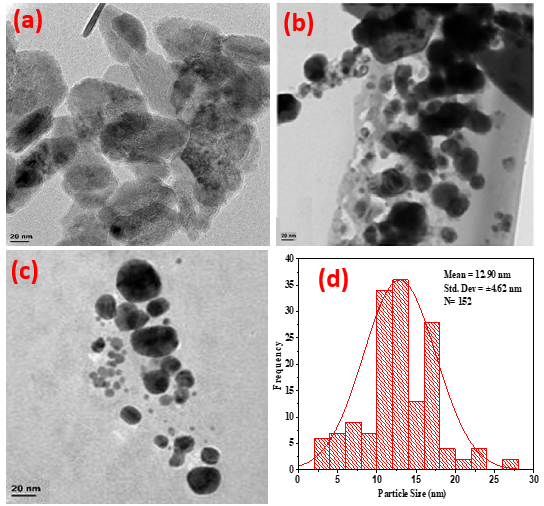 (a)
20 nm
(b)
20 nm
(c)
20 nm
(d)
Mean = 12.90 nm
Std. Dev = ±4.62 nm
N= 152
Frequency
40
35
30
25
20
15
10
5
0
0 5 10 15 20 25 30
Particle Size (nm)